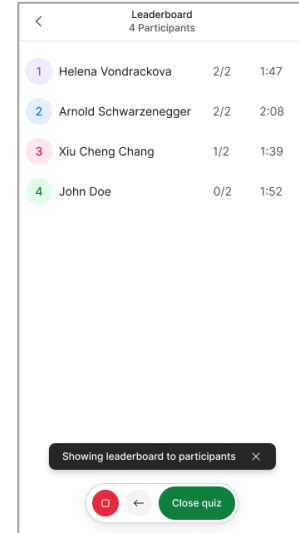 Leaderboard
4 Participants
1 Helena Vondrackova 2/2 1:47
2 Arnold Schwarzenegger 2/2 2:08
3 Xiu Cheng Chang 1/2 1:39
4 John Doe 0/2 1:52
Showing leaderboard to participants
Close quiz